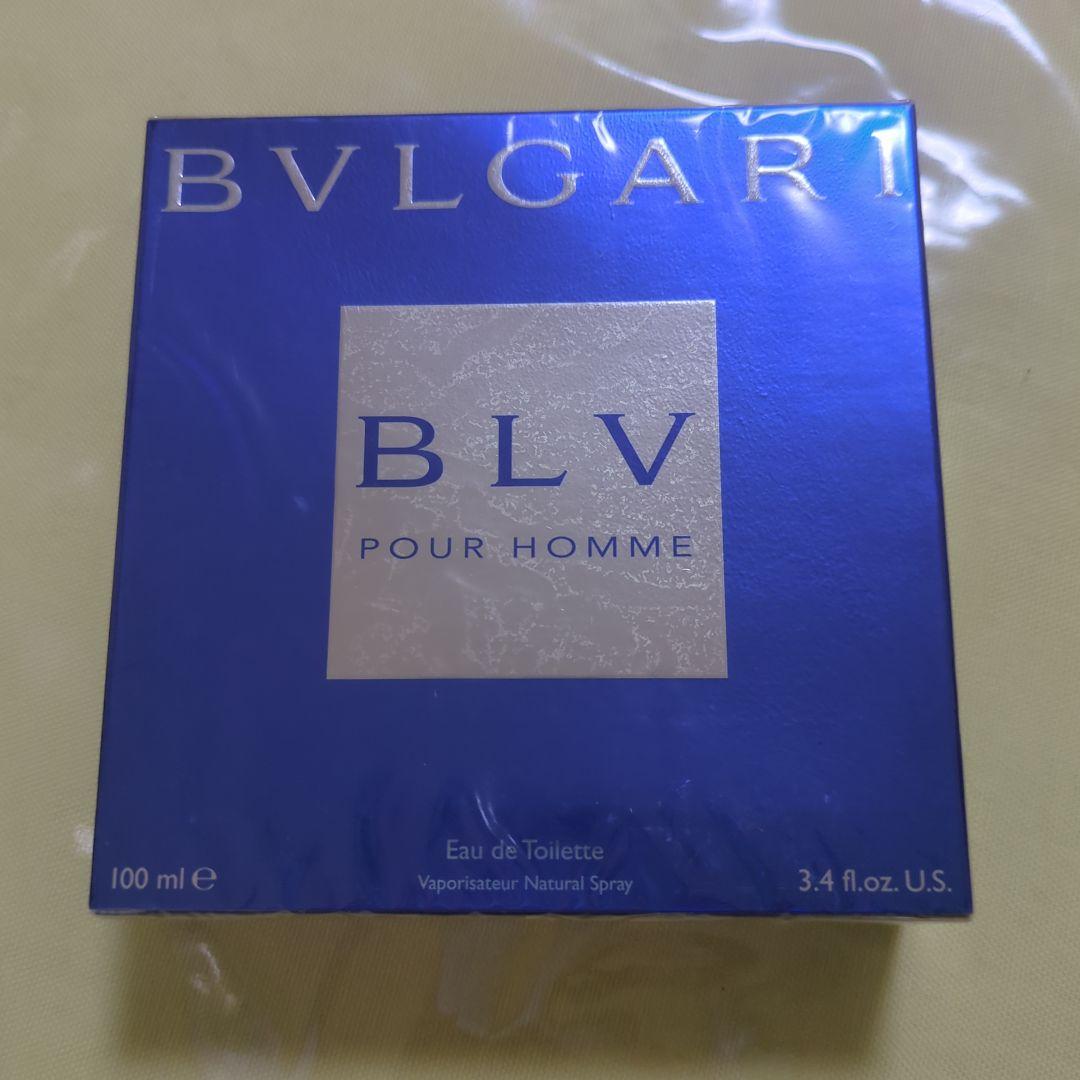 BVLGARI
BLV
POUR HOMME
Eau de Toilette
100 ml ℮
Vaporisateur Natural Spray
3.4 fl.oz. U.S.